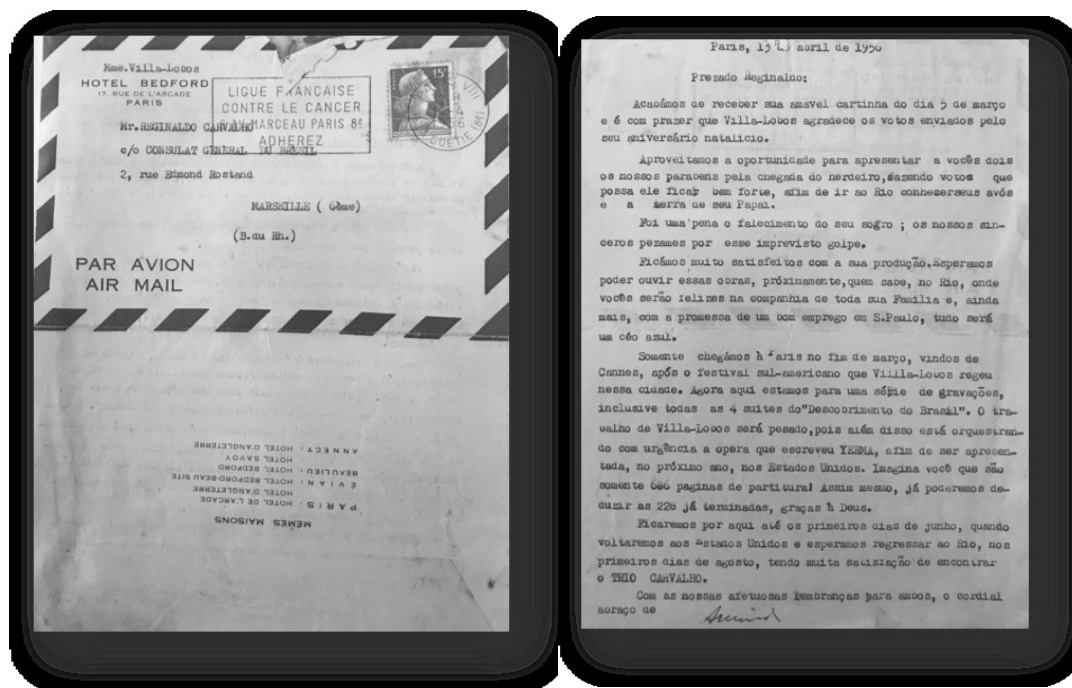 Mme.Villa-Lobos
HOTEL BEDFORD
17, RUE DE L'ARCADE
PARIS
LIGUE FRANÇAISE
CONTRE LE CANCER
MARCEAU PARIS 8e
ADHEREZ
15F
Mr.REGINALDO CARVALHO
c/o CONSULAT GENERAL DU BRESIL
2, rue Edmond Rostand
MARSEILLE ( 6ème)
(B.du Rh.)
PAR AVION
AIR MAIL
MÊMES MAISONS
PARIS : HOTEL DE L'ARCADE
HOTEL D'ANGLETERRE
ÉVIAN : HOTEL BEDFORD-BEAU SITE
BEAULIEU : HOTEL BEDFORD
HOTEL SAVOY
ANNECY : HOTEL D'ANGLETERRE
Paris, abril de 1956
Prezado Reginaldo:
Acabámos de receber sua amavel cartinha do dia 5 de março
e é com prazer que Villa-Lobos agradece os votos enviados pelo
seu aniversário natalicio.
Aproveitamos a oportunidade para apresentar a vocês dois
os nossos parabens pela chegada do herdeiro,fazendo votos que
possa ele ficar bem forte, afim de ir ao Rio conhecerseus avós
e a terra de seu Papai.
Foi uma pena o falecimento do seu sogro ; os nossos sin-
ceros pezames por esse imprevisto golpe.
Ficámos muito satisfeitos com a sua produção.Esperamos
poder ouvir essas obras, próximamente,quem sabe, no Rio, onde
vocês serão felizes na companhia de toda sua Familia e, ainda
mais, com a promessa de um bom emprego em S.Paulo, tudo será
um céo azul.
Somente chegámos à Paris no fim de março, vindos de
Cannes, após o festival sul-americano que Villla-Lobos regeu
nessa cidade. Agora aqui estamos para uma série de gravações,
inclusive todas as 4 suites do"Descobrimento do Brasil". O tra-
balho de Villa-Lobos será pesado,pois além disso está orquestran-
do com urgência a opera que escreveu YERMA, afim de ser apresen-
tada, no próximo ano, nos Estados Unidos. Imagina você que são
somente 686 paginas de partitura! Assim mesmo, já poderemos de-
duzir as 220 já terminadas, graças à Deus.
Ficaremos por aqui até os primeiros dias de junho, quando
voltaremos aos Estados Unidos e esperamos regressar ao Rio, nos
primeiros dias de agosto, tendo muita satisfação de encontrar
o TRIO CARVALHO.
Com as nossas afetuosas lembranças para ambos, o cordial
abraço de